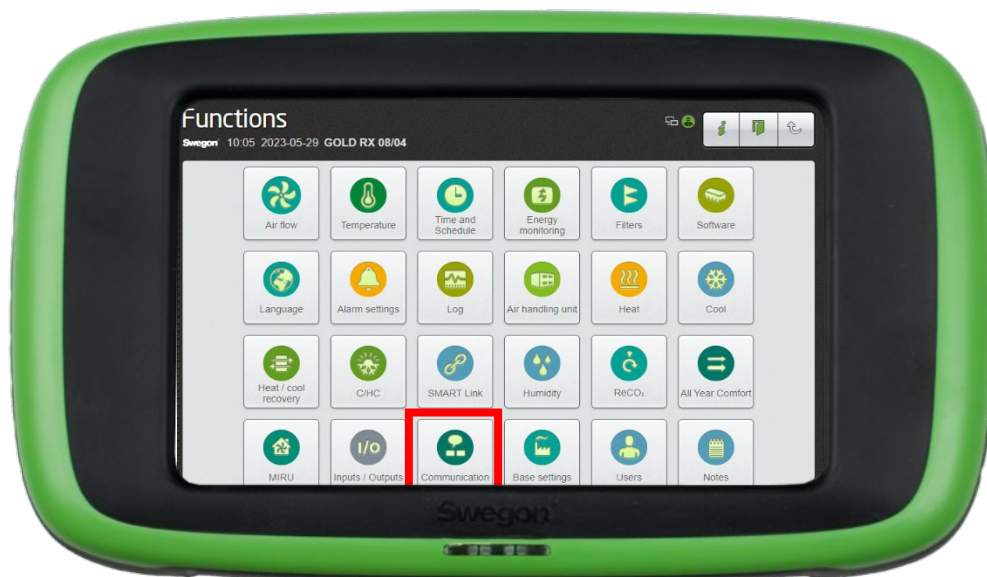 Functions
Swegon 10:05 2023-05-29 GOLD RX 08/04
i
Air flow
Temperature
Time and
Schedule
Energy
monitoring
Filters
Software
Language
Alarm settings
Log
Air handling unit
Heat
Cool
Heat / cool
recovery
C/HC
SMART Link
Humidity
ReCO₂
All Year Comfort
MIRU
I/O
Inputs / Outputs
Communication
Base settings
Users
Notes
Swegon